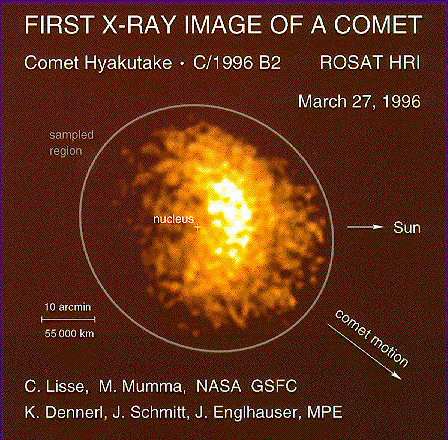 FIRST X-RAY IMAGE OF A COMET
Comet Hyakutake · C/1996 B2 ROSAT HRI
March 27, 1996
sampled
region
nucleus
Sun
10 arcmin
55 000 km
comet motion
C. Lisse, M. Mumma, NASA GSFC
K. Dennerl, J. Schmitt, J. Englhauser, MPE